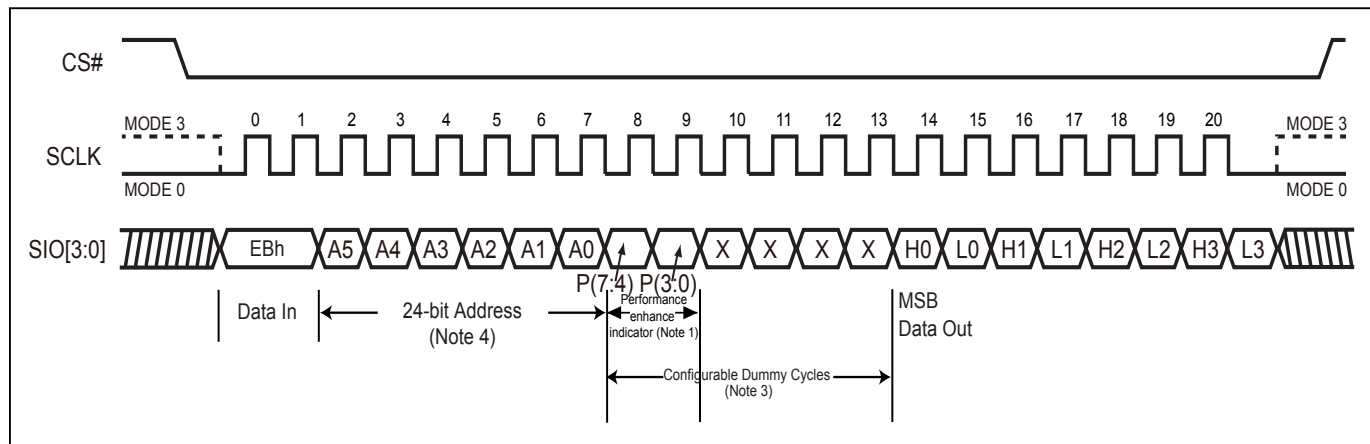 CS#
MODE 3
0 1 2 3 4 5 6 7 8 9 10 11 12 13 14 15 16 17 18 19 20
MODE 3
SCLK
MODE 0
MODE 0
SIO[3:0]
EBh A5 A4 A3 A2 A1 A0 X X X X H0 L0 H1 L1 H2 L2 H3 L3
P(7:4) P(3:0)
Data In
24-bit Address
(Note 4)
Performance
enhance
indicator (Note 1)
MSB
Data Out
Configurable Dummy Cycles
(Note 3)